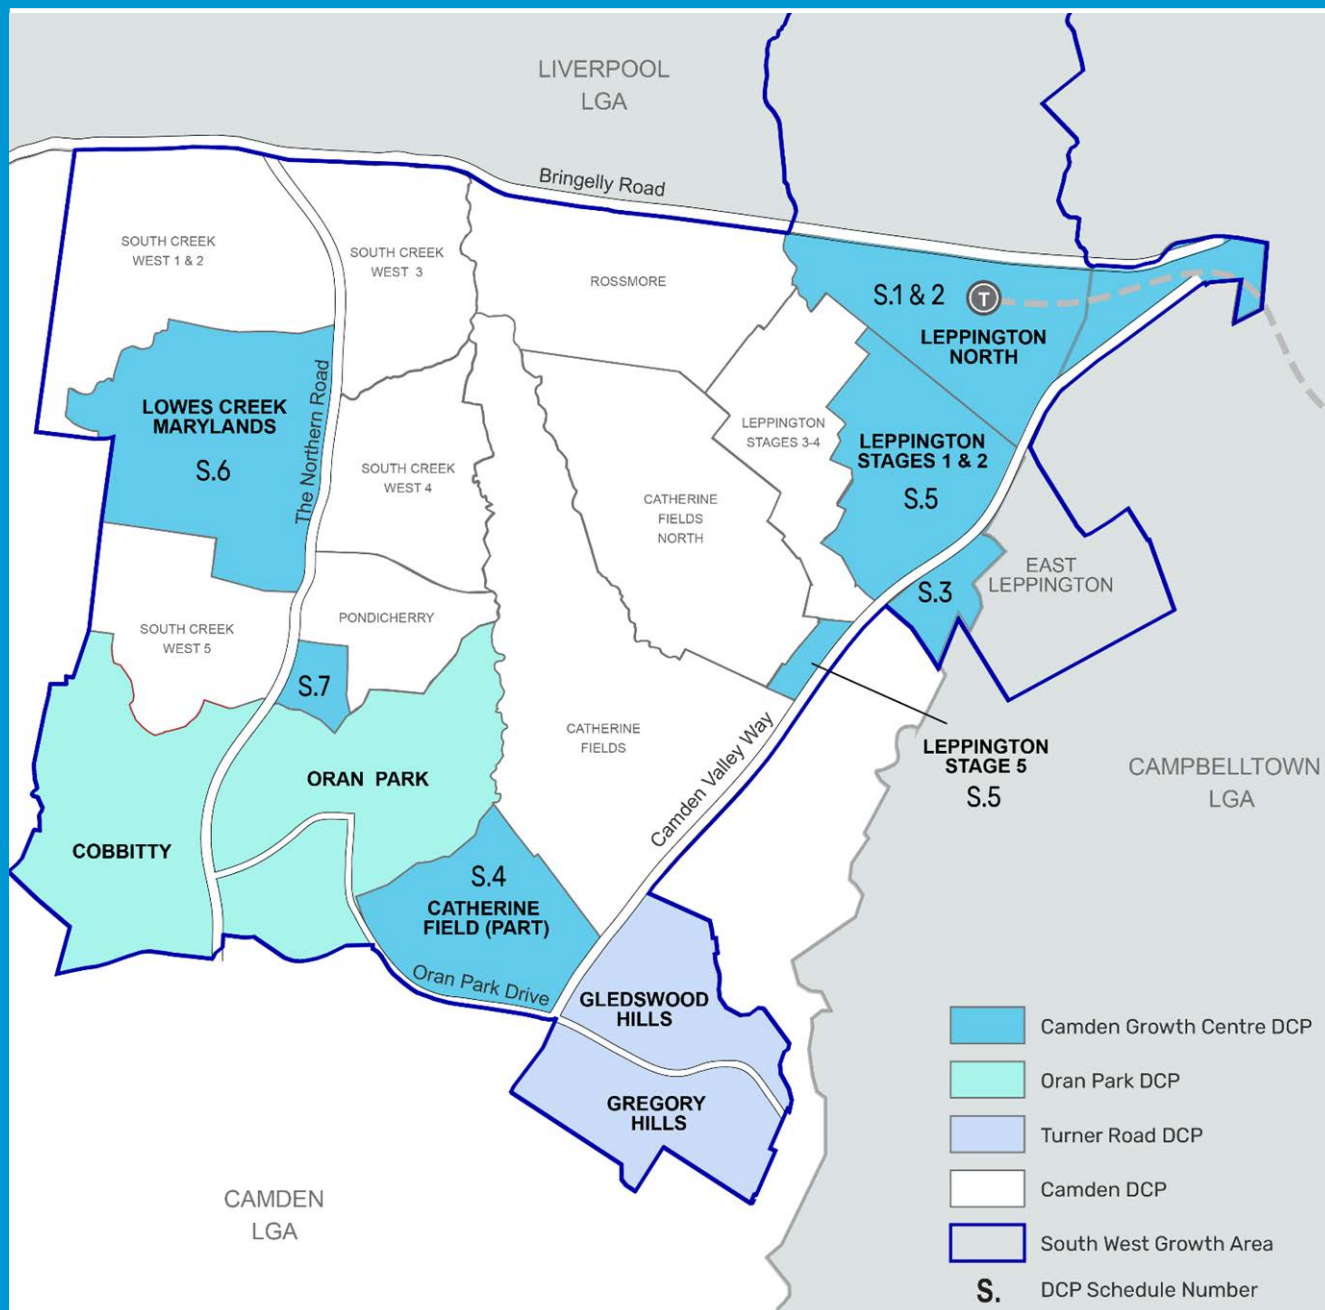 LIVERPOOL
LGA
Bringelly Road
SOUTH CREEK
WEST 1 & 2
SOUTH CREEK
WEST 3
ROSSMORE
S.1 & 2
T
LEPPINGTON
NORTH
LOWES CREEK
MARYLANDS
S.6
The Northern Road
SOUTH CREEK
WEST 4
LEPPINGTON
STAGES 3-4
LEPPINGTON
STAGES 1 & 2
S.5
CATHERINE
FIELDS
NORTH
EAST
LEPPINGTON
S.3
SOUTH CREEK
WEST 5
PONDICHERRY
S.7
CATHERINE
FIELDS
Camden Valley Way
LEPPINGTON
STAGE 5
S.5
CAMPBELLTOWN
LGA
ORAN PARK
COBBITTY
S.4
CATHERINE
FIELD (PART)
Oran Park Drive
GLEDSWOOD
HILLS
GREGORY
HILLS
CAMDEN
LGA
Camden Growth Centre DCP
Oran Park DCP
Turner Road DCP
Camden DCP
South West Growth Area
S. DCP Schedule Number